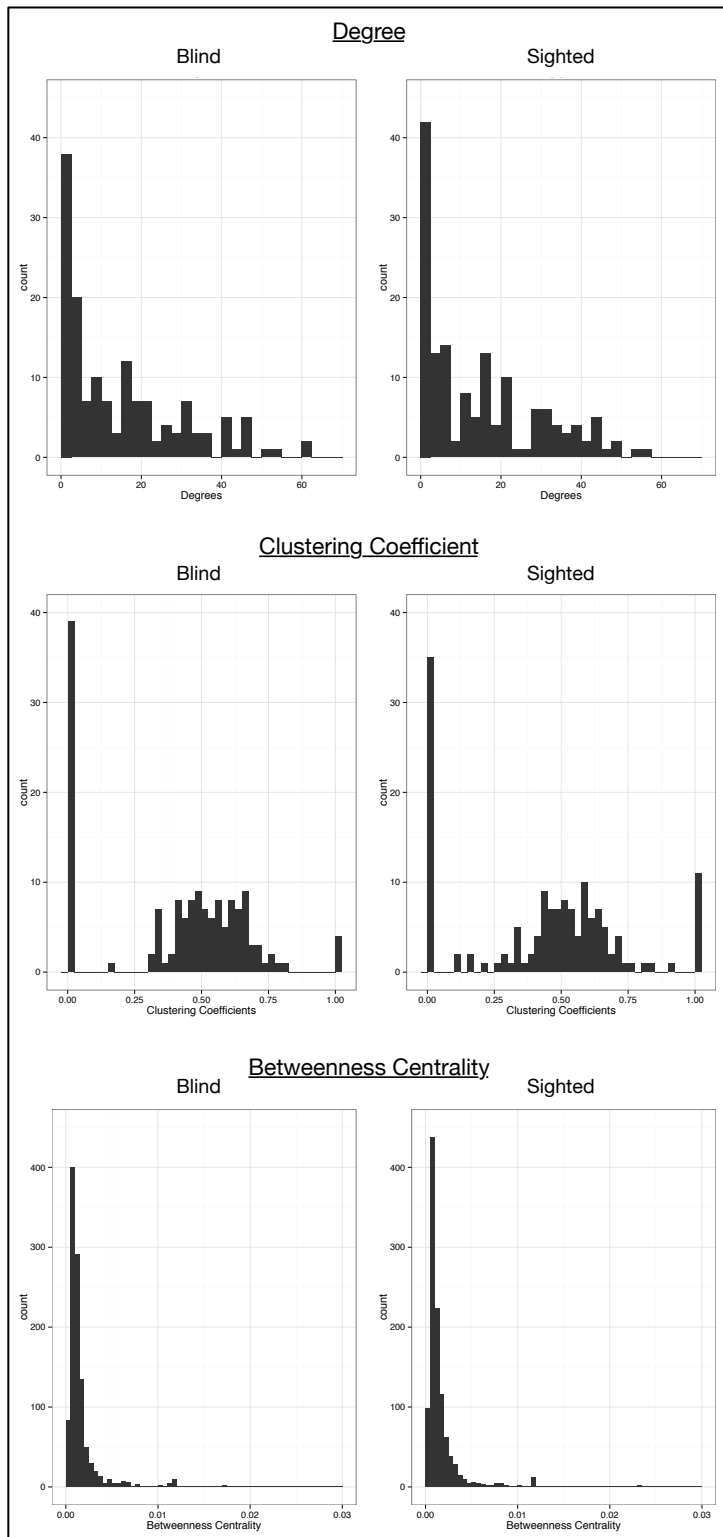 Degree
Blind
Sighted
40
30
20
10
0
count
0 20 40 60
Degrees
40
30
20
10
0
count
0 20 40 60
Degrees
Clustering Coefficient
Blind
Sighted
40
30
20
10
0
count
0.00 0.25 0.50 0.75 1.00
Clustering Coefficients
40
30
20
10
0
count
0.00 0.25 0.50 0.75 1.00
Clustering Coefficients
Betweenness Centrality
Blind
Sighted
400
300
200
100
0
count
0.00 0.01 0.02 0.03
Betweenness Centrality
400
300
200
100
0
count
0.00 0.01 0.02 0.03
Betweenness Centrality